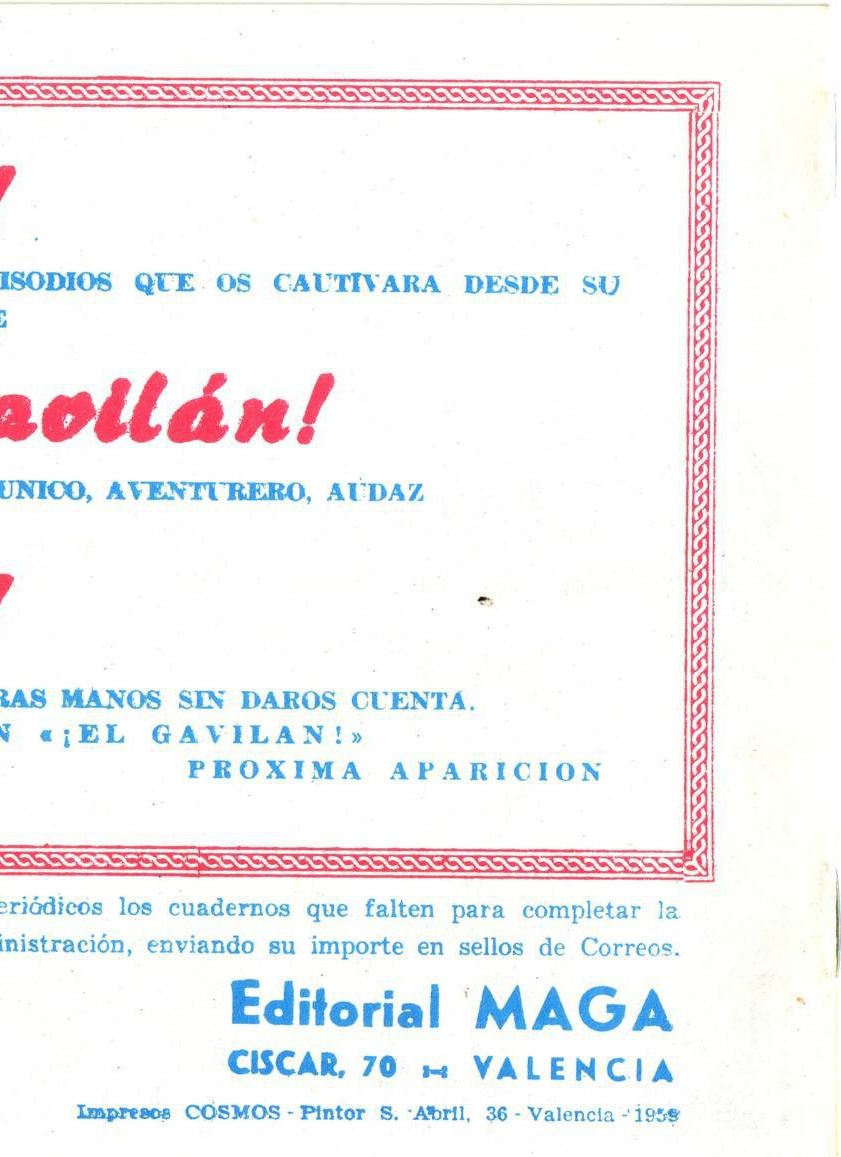 ISODIOS QUE OS CAUTIVARA DESDE SU
E
avilán!
UNICO, AVENTURERO, AUDAZ
RAS MANOS SIN DAROS CUENTA.
N «¡EL GAVILAN!»
PROXIMA APARICION
eriódicos los cuadernos que falten para completar la
inistración, enviando su importe en sellos de Correos.
Editorial MAGA
CISCAR, 70 - VALENCIA
Impresos COSMOS - Pintor S. Abril, 36 - Valencia - 1959